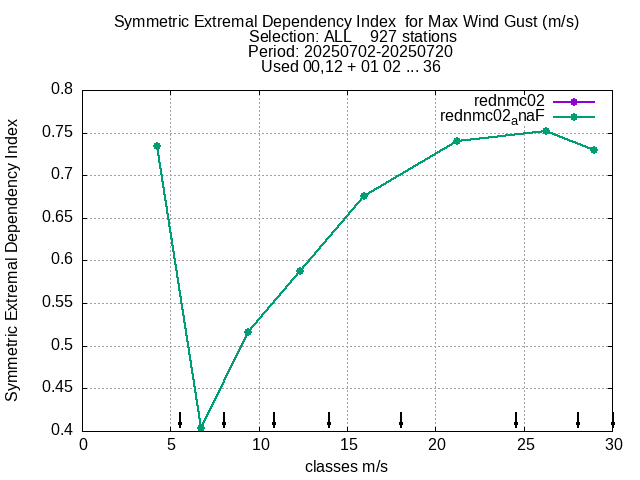 Symmetric Extremal Dependency Index  for Max Wind Gust (m/s)
Selection: ALL    927 stations
Period: 20250702-20250720
Used 00,12 + 01 02 ... 36
rednmc02
rednmc02anaF
Symmetric Extremal Dependency Index
0.8
0.75
0.7
0.65
0.6
0.55
0.5
0.45
0.4
0 5 10 15 20 25 30
classes m/s